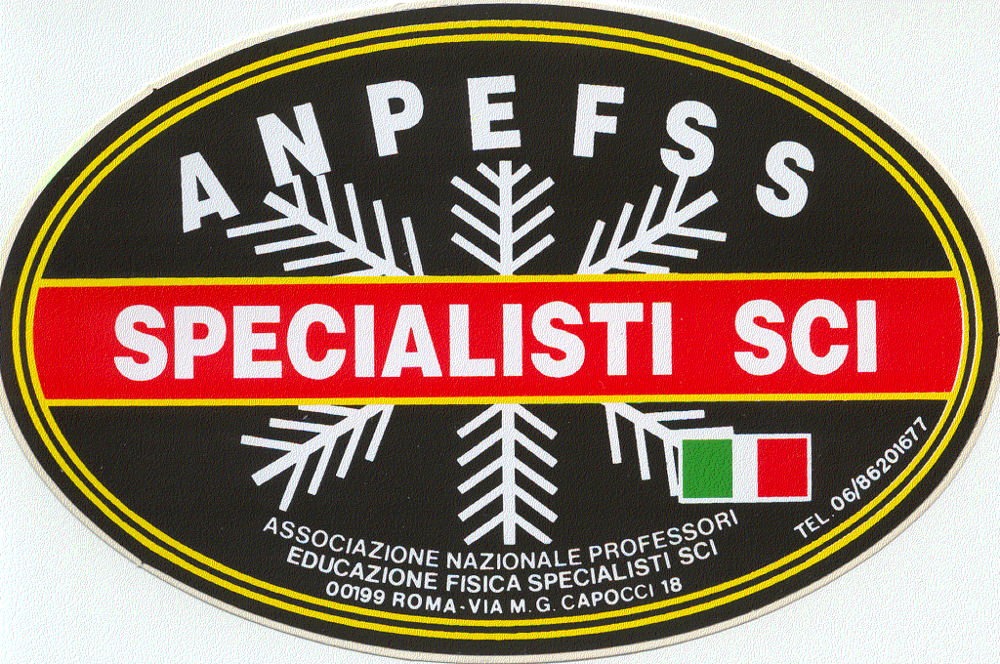 ANPEFSS
SPECIALISTI SCI
ASSOCIAZIONE NAZIONALE PROFESSORI
EDUCAZIONE FISICA SPECIALISTI SCI
00199 ROMA-VIA M. G. CAPOCCI 18
TEL. 06/86201677